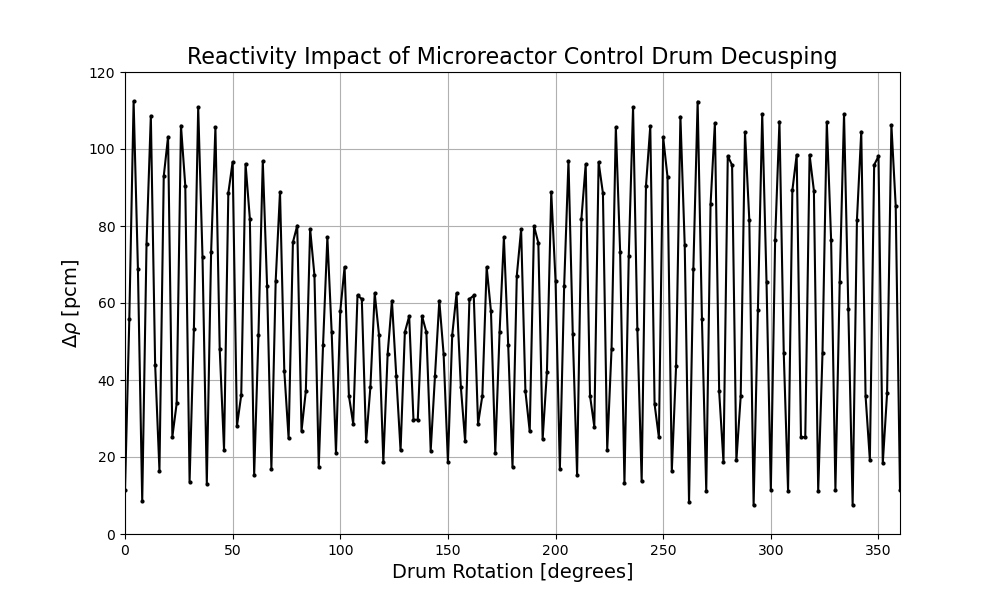 Reactivity Impact of Microreactor Control Drum Decusping
120
100
80
60
40
20
0
Δρ [pcm]
0 50 100 150 200 250 300 350
Drum Rotation [degrees]